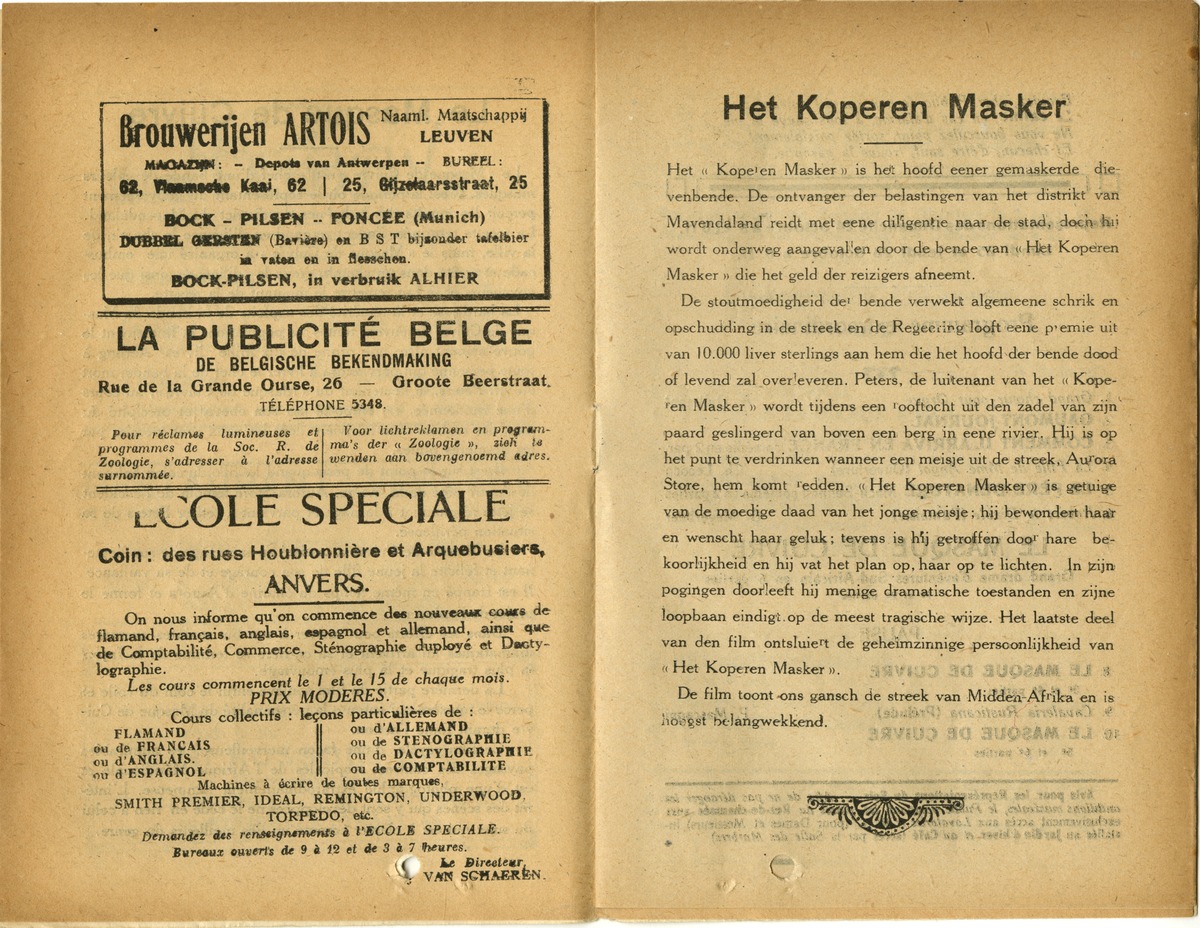 Brouwerijen ARTOIS Naaml. Maatschappij
LEUVEN
MAGAZIJN: -- Depots van Antwerpen -- BUREEL:
62, Vlaamsche Kaai, 62 | 25, Gijzelaarsstraat, 25
BOCK - PILSEN -- FONCÉE (Munich)
DUBBEL GERSTEN (Bavière) en B S T bijzonder tafelbier
in vaten en in flesschen.
BOCK-PILSEN, in verbruik ALHIER
LA PUBLICITÉ BELGE
DE BELGISCHE BEKENDMAKING
Rue de la Grande Ourse, 26 — Groote Beerstraat.
TÉLÉPHONE 5348.
Pour réclames lumineuses et
programmes de la Soc. R. de
Zoologie, s'adresser à l'adresse
surnommée.
Voor lichtreklamen en program-
ma's der « Zoologie », zich te
wenden aan bovengenoemd adres.
ECOLE SPECIALE
Coin : des rues Houblonnière et Arquebusiers,
ANVERS.
On nous informe qu'on commence des nouveaux cours de
flamand, français, anglais, espagnol et allemand, ainsi que
de Comptabilité, Commerce, Sténographie duployé et Dacty-
lographie.
Les cours commencent le 1 et le 15 de chaque mois.
PRIX MODERES.
Cours collectifs : leçons particulières de :
FLAMAND
ou de FRANCAIS
ou d'ANGLAIS.
ou d'ESPAGNOL
ou d'ALLEMAND
ou de STENOGRAPHIE
ou de DACTYLOGRAPHIE
ou de COMPTABILITE
Machines à écrire de toutes marques,
SMITH PREMIER, IDEAL, REMINGTON, UNDERWOOD,
TORPEDO, etc.
Demandez des renseignements à l'ECOLE SPECIALE.
Bureaux ouverts de 9 à 12 et de 3 à 7 heures.
Le Directeur,
VAN SCHAEREN.
Het Koperen Masker
Het « Koperen Masker » is het hoofd eener gemaskerde die-
venbende. De ontvanger der belastingen van het distrikt van
Mavendaland reidt met eene diligentie naar de stad, doch hij
wordt onderweg aangevallen door de bende van « Het Koperen
Masker » die het geld der reizigers afneemt.
De stoutmoedigheid der bende verwekt algemeene schrik en
opschudding in de streek en de Regeering looft eene premie uit
van 10.000 liver sterlings aan hem die het hoofd der bende dood
of levend zal overleveren. Peters, de luitenant van het « Kope-
ren Masker » wordt tijdens een rooftocht uit den zadel van zijn
paard geslingerd van boven een berg in eene rivier. Hij is op
het punt te verdrinken wanneer een meisje uit de streek, Aurora
Store, hem komt redden. « Het Koperen Masker » is getuige
van de moedige daad van het jonge meisje ; hij bewondert haar
en wenscht haar geluk ; tevens is hij getroffen door hare be-
koorlijkheid en hij vat het plan op, haar op te lichten. In zijn
pogingen doorleeft hij menige dramatische toestanden en zijne
loopbaan eindigt op de meest tragische wijze. Het laatste deel
van den film ontsluiert de geheimzinnige persoonlijkheid van
« Het Koperen Masker ».
De film toont ons gansch de streek van Midden-Afrika en is
hoogst belangwekkend.